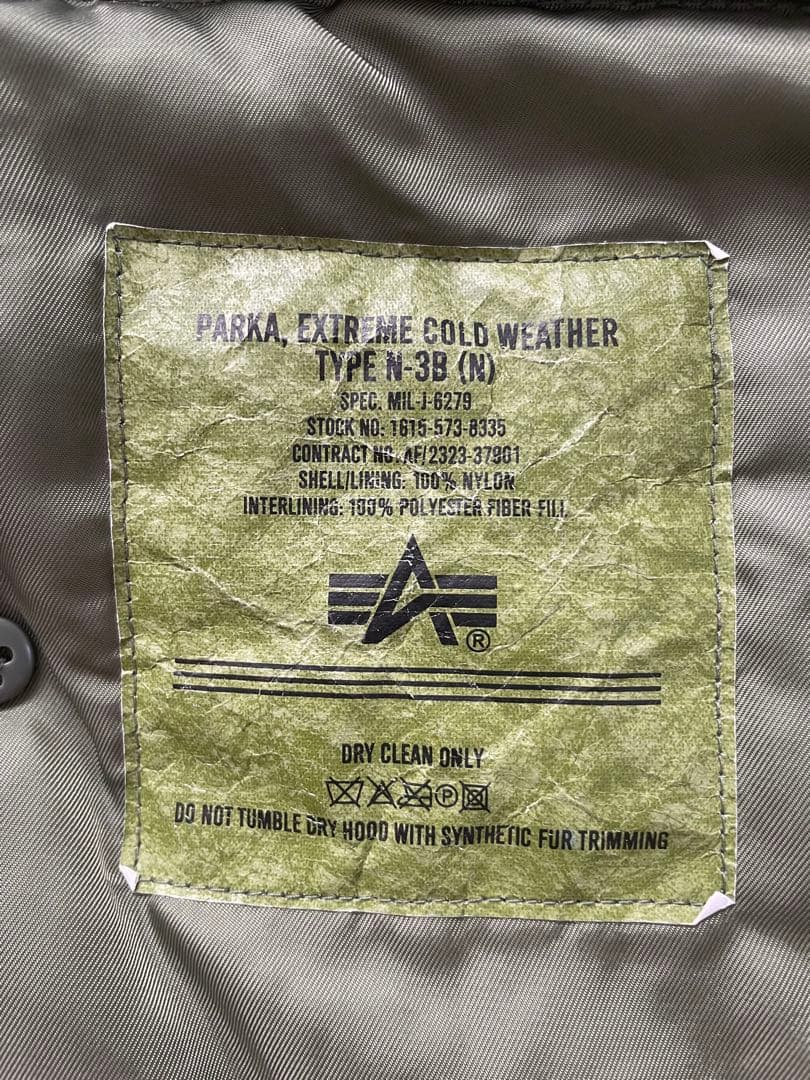 PARKA, EXTREME COLD WEATHER
TYPE N-3B (N)
SPEC. MIL-J-6279
STOCK NO: 1615-573-8335
CONTRACT NO. AF/2323-37901
SHELL/LINING: 100% NYLON
INTERLINING: 100% POLYESTER FIBER FILL
®
DRY CLEAN ONLY
P
DO NOT TUMBLE DRY HOOD WITH SYNTHETIC FUR TRIMMING